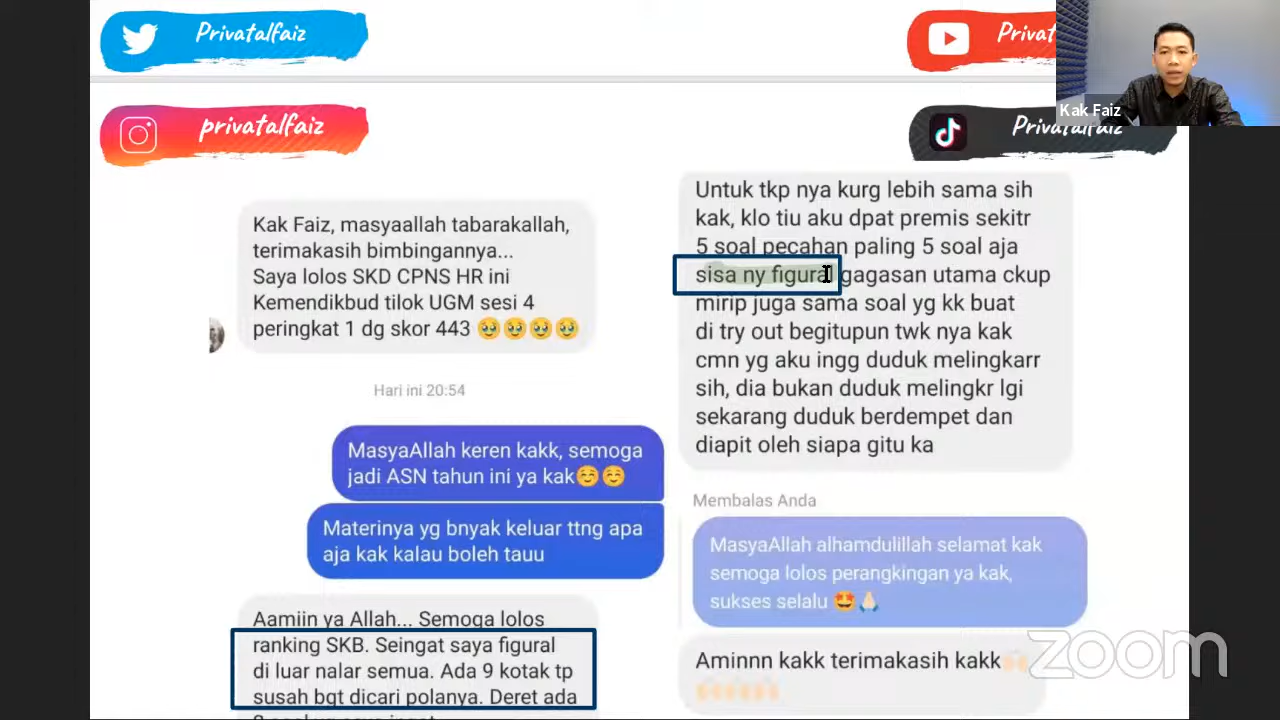 Privatalfaiz
privatalfaiz
Kak Faiz
Privatalfaiz
Kak Faiz, masyaallah tabarakallah,
terimakasih bimbingannya...
Saya lolos SKD CPNS HR ini
Kemendikbud tilok UGM sesi 4
peringkat 1 dg skor 443 🥹🥹🥹🥹
Hari ini 20:54
MasyaAllah keren kakk, semoga
jadi ASN tahun ini ya kak☺️☺️
Materinya yg bnyak keluar ttng apa
aja kak kalau boleh tauu
Aamiin ya Allah... Semoga lolos
ranking SKB. Seingat saya figural
di luar nalar semua. Ada 9 kotak tp
susah bgt dicari polanya. Deret ada
Untuk tkp nya kurg lebih sama sih
kak, klo tiu aku dpat premis sekitr
5 soal pecahan paling 5 soal aja
sisa ny figural gagasan utama ckup
mirip juga sama soal yg kk buat
di try out begitupun twk nya kak
cmn yg aku ingg duduk melingkarr
sih, dia bukan duduk melingkr lgi
sekarang duduk berdempet dan
diapit oleh siapa gitu ka
Membalas Anda
MasyaAllah alhamdulillah selamat kak
semoga lolos perangkingan ya kak,
sukses selalu 🤩🙏🏻
Aminnn kakk terimakasih kakk
zoom